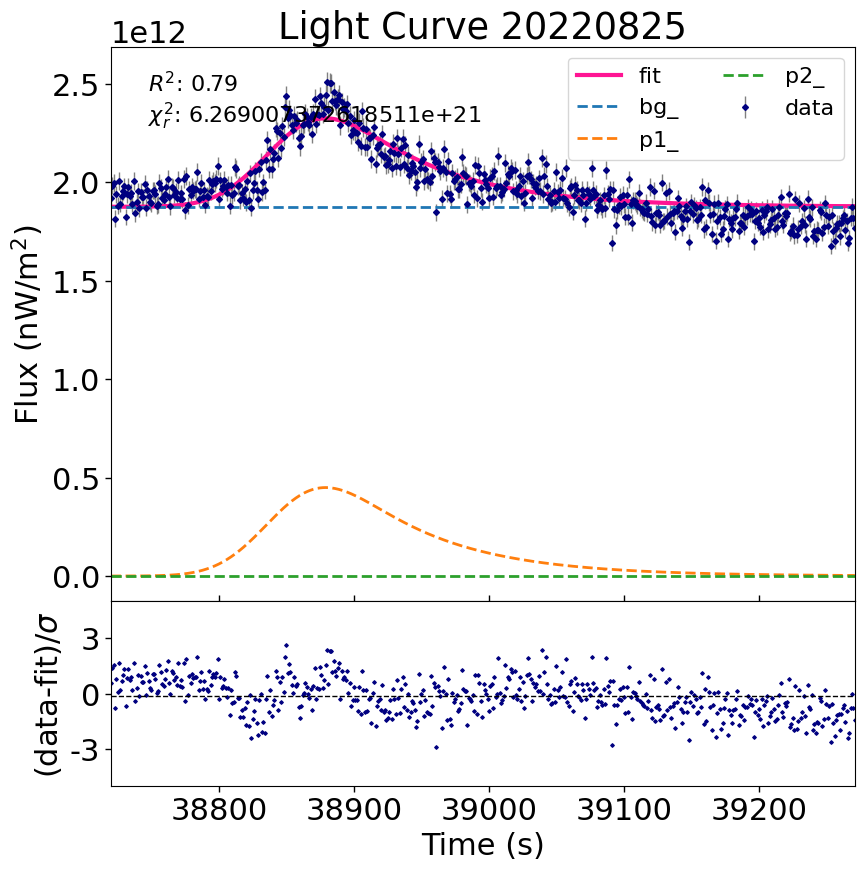 Light Curve 20220825
1e12
R²: 0.79
χ²ᵣ: 6.269007372618511e+21
fit
bg_
p1_
p2_
data
Flux (nW/m²)
2.5
2.0
1.5
1.0
0.5
0.0
(data-fit)/σ
3
0
-3
38800 38900 39000 39100 39200
Time (s)